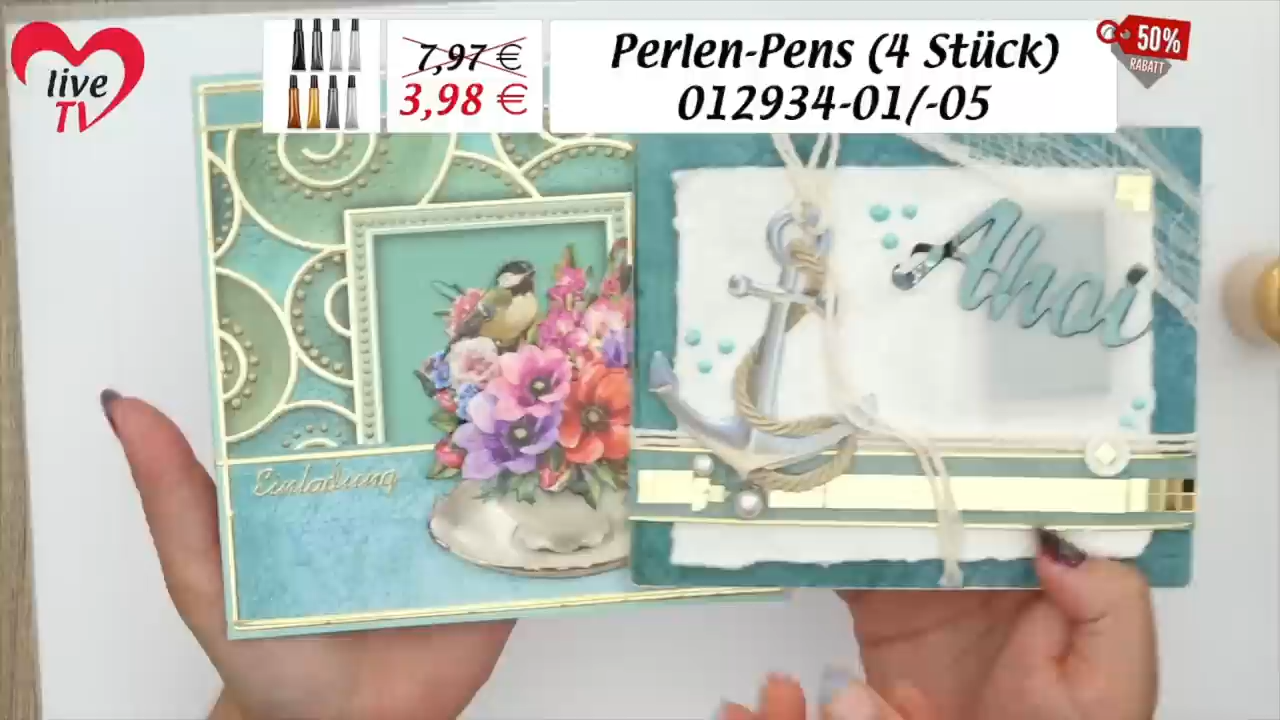 live
TV
7,97 €
3,98 €
Perlen-Pens (4 Stück)
012934-01/-05
50%
RABATT
Einladung
Ahoi